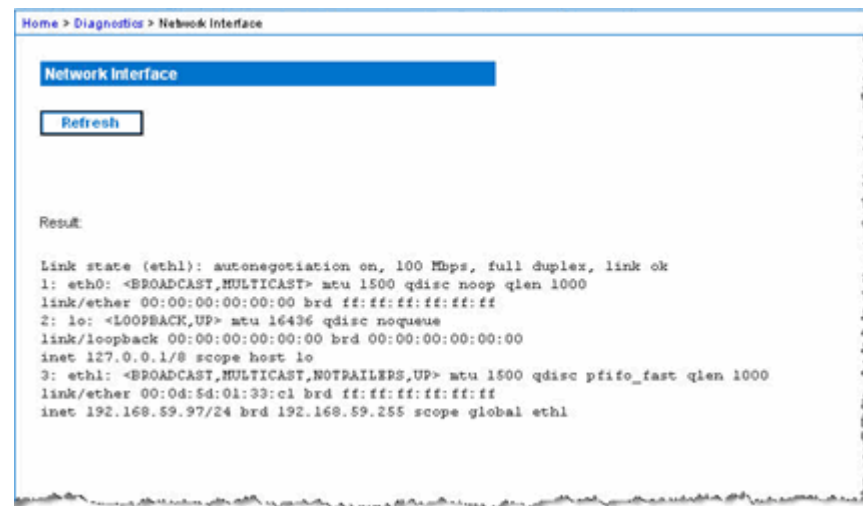 Home > Diagnostics > Network Interface
Network Interface
Refresh
Result:
Link state (eth1): autonegotiation on, 100 Mbps, full duplex, link ok
1: eth0: <BROADCAST,MULTICAST> mtu 1500 qdisc noop qlen 1000
link/ether 00:00:00:00:00:00 brd ff:ff:ff:ff:ff:ff
2: lo: <LOOPBACK,UP> mtu 16436 qdisc noqueue
link/loopback 00:00:00:00:00:00 brd 00:00:00:00:00:00
inet 127.0.0.1/8 scope host lo
3: eth1: <BROADCAST,MULTICAST,NOTRAILERS,UP> mtu 1500 qdisc pfifo_fast qlen 1000
link/ether 00:0d:5d:01:33:c1 brd ff:ff:ff:ff:ff:ff
inet 192.168.59.97/24 brd 192.168.59.255 scope global eth1